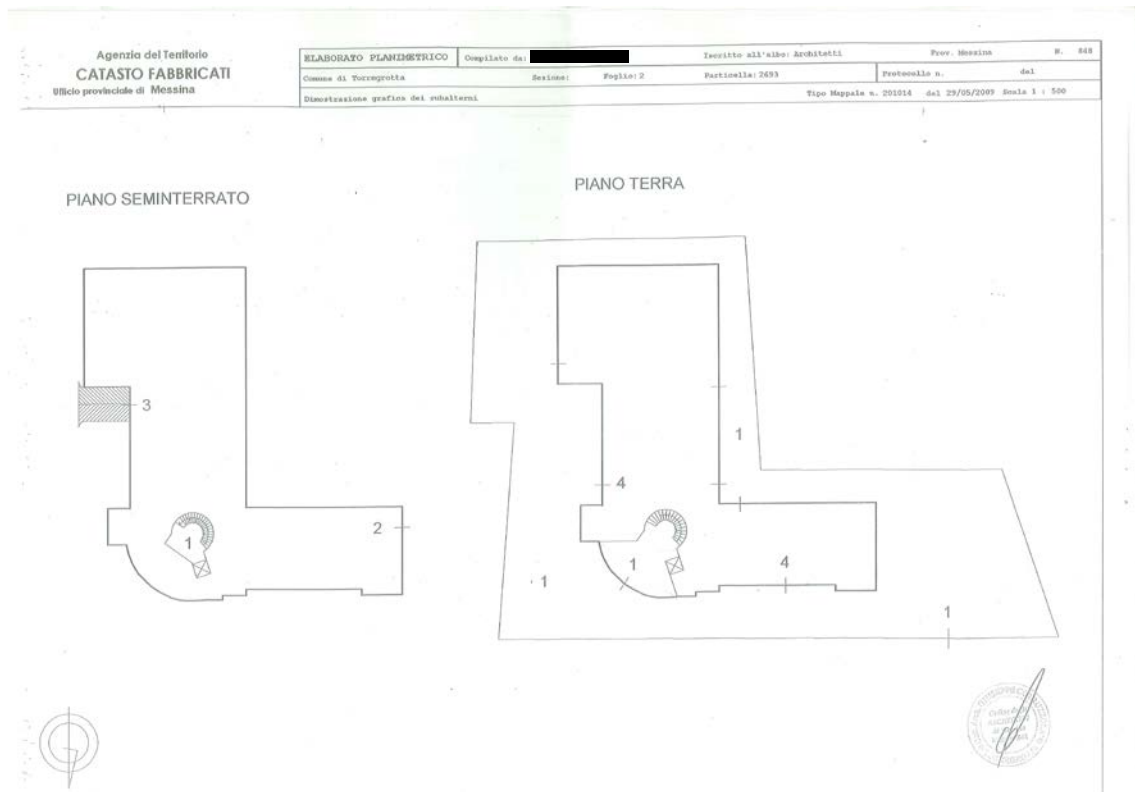 Agenzia del Territorio
CATASTO FABBRICATI
Ufficio provinciale di Messina
ELABORATO PLANIMETRICO
Compilato da:
Iscritto all'albo: Architetti
Prov. Messina
N. 848
Comune di Torregrotta
Sezione:
Foglio: 2
Particella: 2693
Protocollo n.
del
Dimostrazione grafica dei subalterni
Tipo Mappale n. 201014
del 29/05/2009
Scala 1 : 500
PIANO SEMINTERRATO
PIANO TERRA
3
2
1
1
4
1
4
1
1